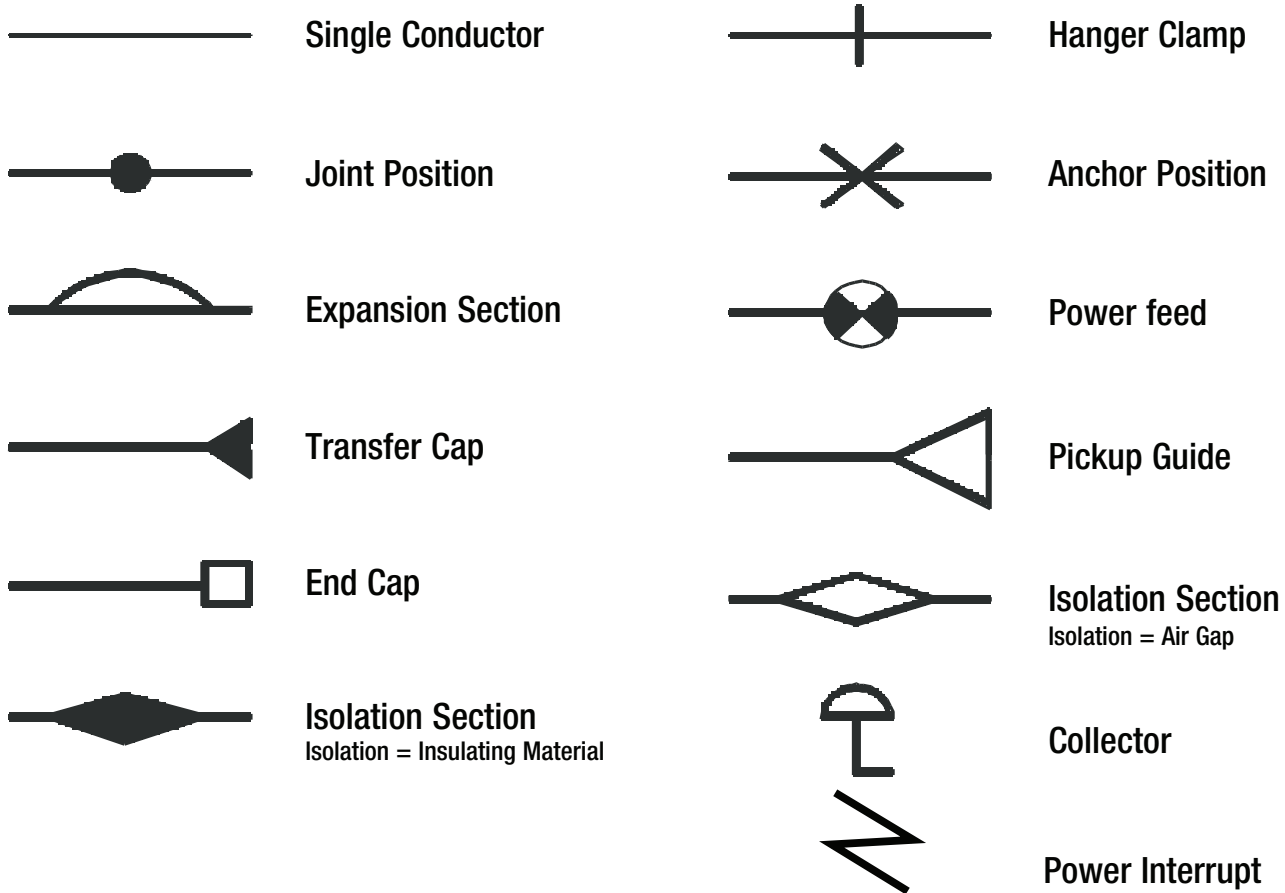 Single Conductor
Hanger Clamp
Joint Position
Anchor Position
Expansion Section
Power feed
Transfer Cap
Pickup Guide
End Cap
Isolation Section
Isolation = Air Gap
Isolation Section
Isolation = Insulating Material
Collector
Power Interrupt